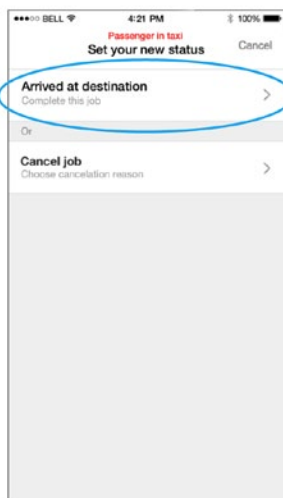 BELL 4:21 PM 100%
Passenger in taxi
Set your new status Cancel
Arrived at destination
Complete this job
Or
Cancel job
Choose cancelation reason